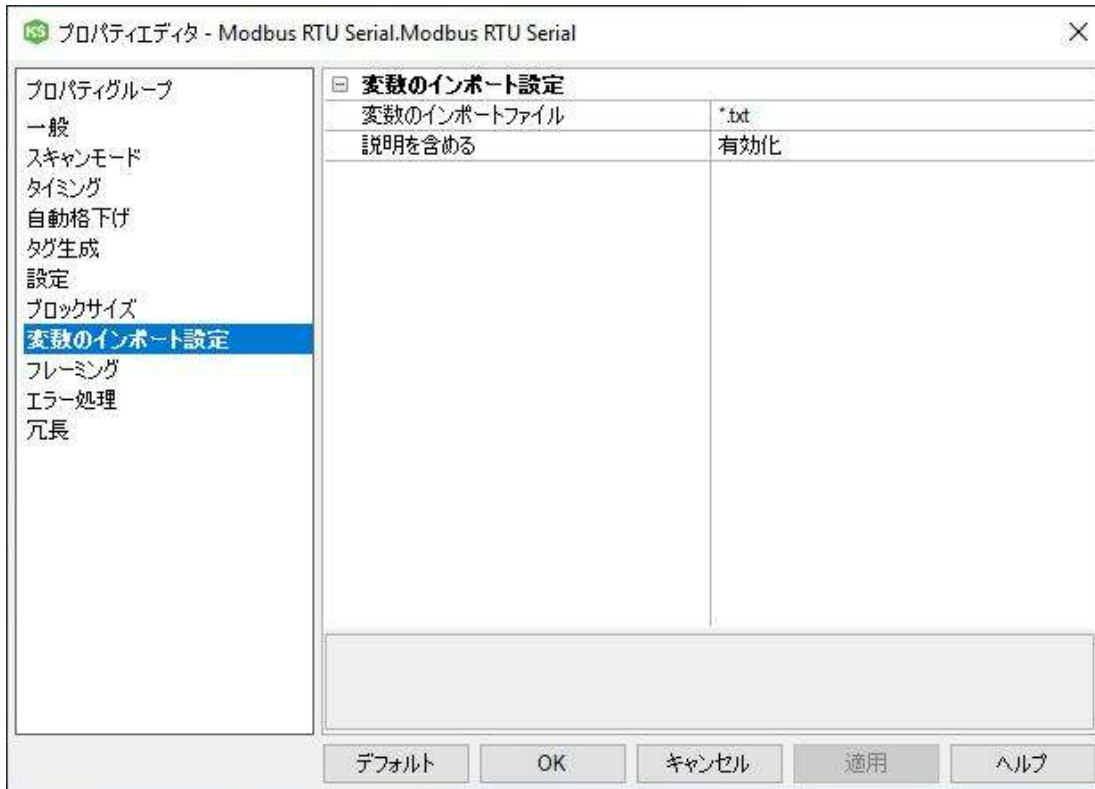 KS プロパティエディタ - Modbus RTU Serial.Modbus RTU Serial
プロパティグループ
一般
スキャンモード
タイミング
自動格下げ
タグ生成
設定
ブロックサイズ
変数のインポート設定
フレーミング
エラー処理
冗長
変数のインポート設定
変数のインポートファイル *.txt
説明を含める 有効化
デフォルト OK キャンセル 適用 ヘルプ